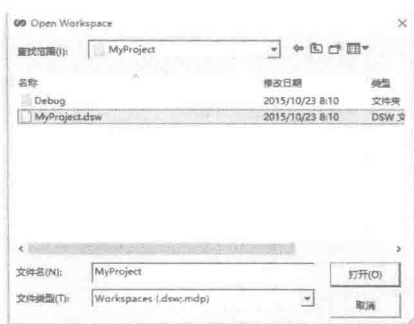 Open Workspace
查找范围(I): MyProject
名称 修改日期 类型
Debug 2015/10/23 8:10 文件夹
MyProject.dsw 2015/10/23 8:10 DSW 文
文件名(N): MyProject 打开(O)
文件类型(T): Workspaces (.dsw;.mdp) 取消